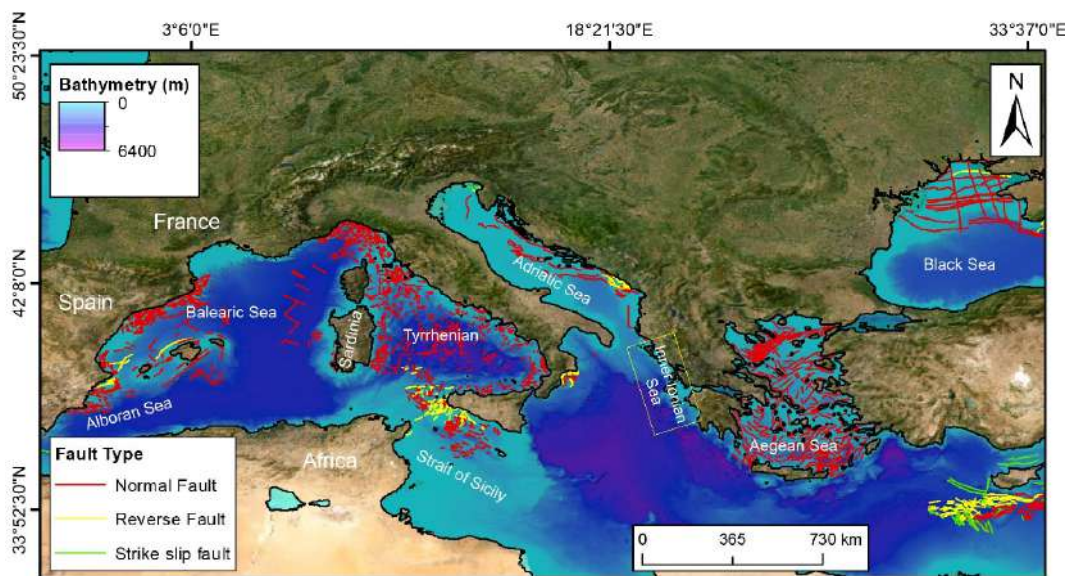 3°6'0"E
18°21'30"E
33°37'0"E
50°23'30"N
42°8'0"N
33°52'30"N
Bathymetry (m)
0
6400
N
France
Spain
Balearic Sea
Sardinia
Tyrrhenian
Adriatic Sea
Black Sea
Inner Ionian
Sea
Alboran Sea
Aegean Sea
Africa
Strait of Sicily
Fault Type
Normal Fault
Reverse Fault
Strike slip fault
0 365 730 km